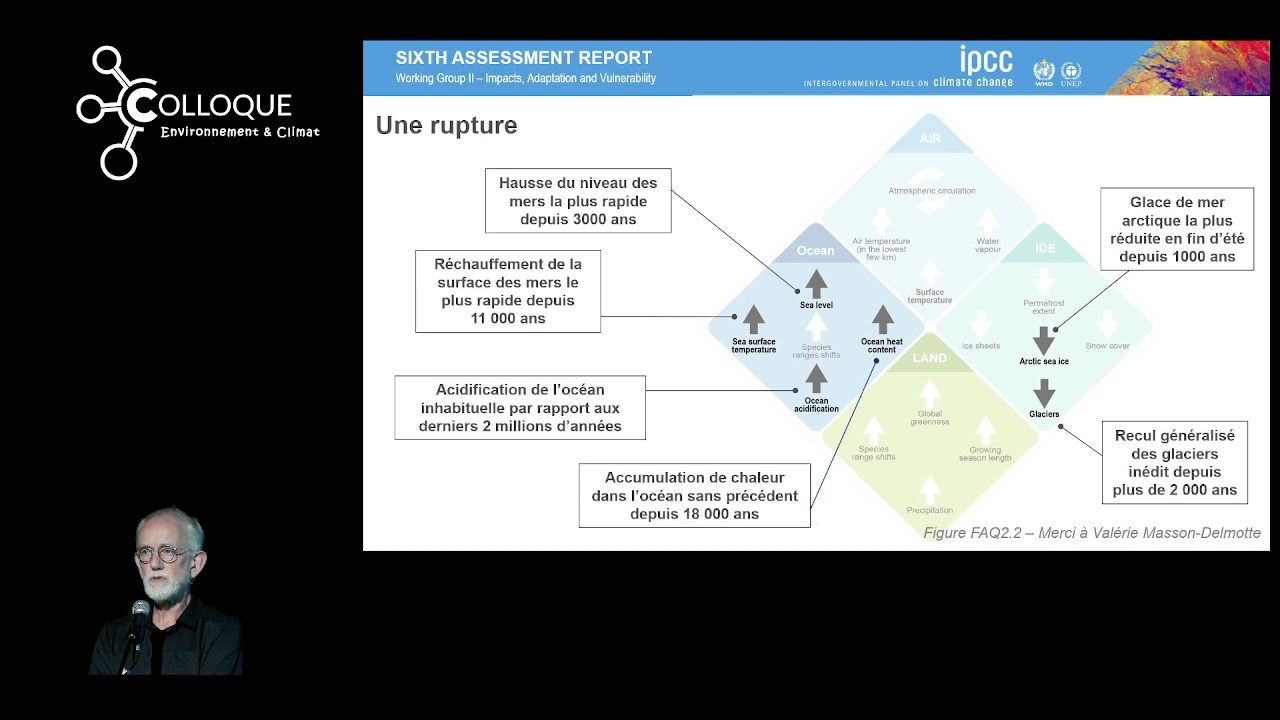 COLLOQUE
Environnement & Climat
SIXTH ASSESSMENT REPORT
Working Group II – Impacts, Adaptation and Vulnerability
ipcc
INTERGOVERNMENTAL PANEL ON climate change
WMO
UNEP
Une rupture
Hausse du niveau des
mers la plus rapide
depuis 3000 ans
Réchauffement de la
surface des mers le
plus rapide depuis
11 000 ans
Acidification de l'océan
inhabituelle par rapport aux
derniers 2 millions d'années
Accumulation de chaleur
dans l'océan sans précédent
depuis 18 000 ans
AIR
Atmospheric circulation
Air temperature
(in the lowest
few km)
Water
vapour
Surface
temperature
Ocean
Sea level
Sea surface
temperature
Species
ranges shifts
Ocean heat
content
Ocean
acidification
ICE
Permafrost
extent
Ice sheets
Snow cover
Arctic sea ice
Glaciers
LAND
Global
greenness
Species
range shifts
Growing
season length
Precipitation
Glace de mer
arctique la plus
réduite en fin d'été
depuis 1000 ans
Recul généralisé
des glaciers
inédit depuis
plus de 2 000 ans
Figure FAQ2.2 – Merci à Valérie Masson-Delmotte